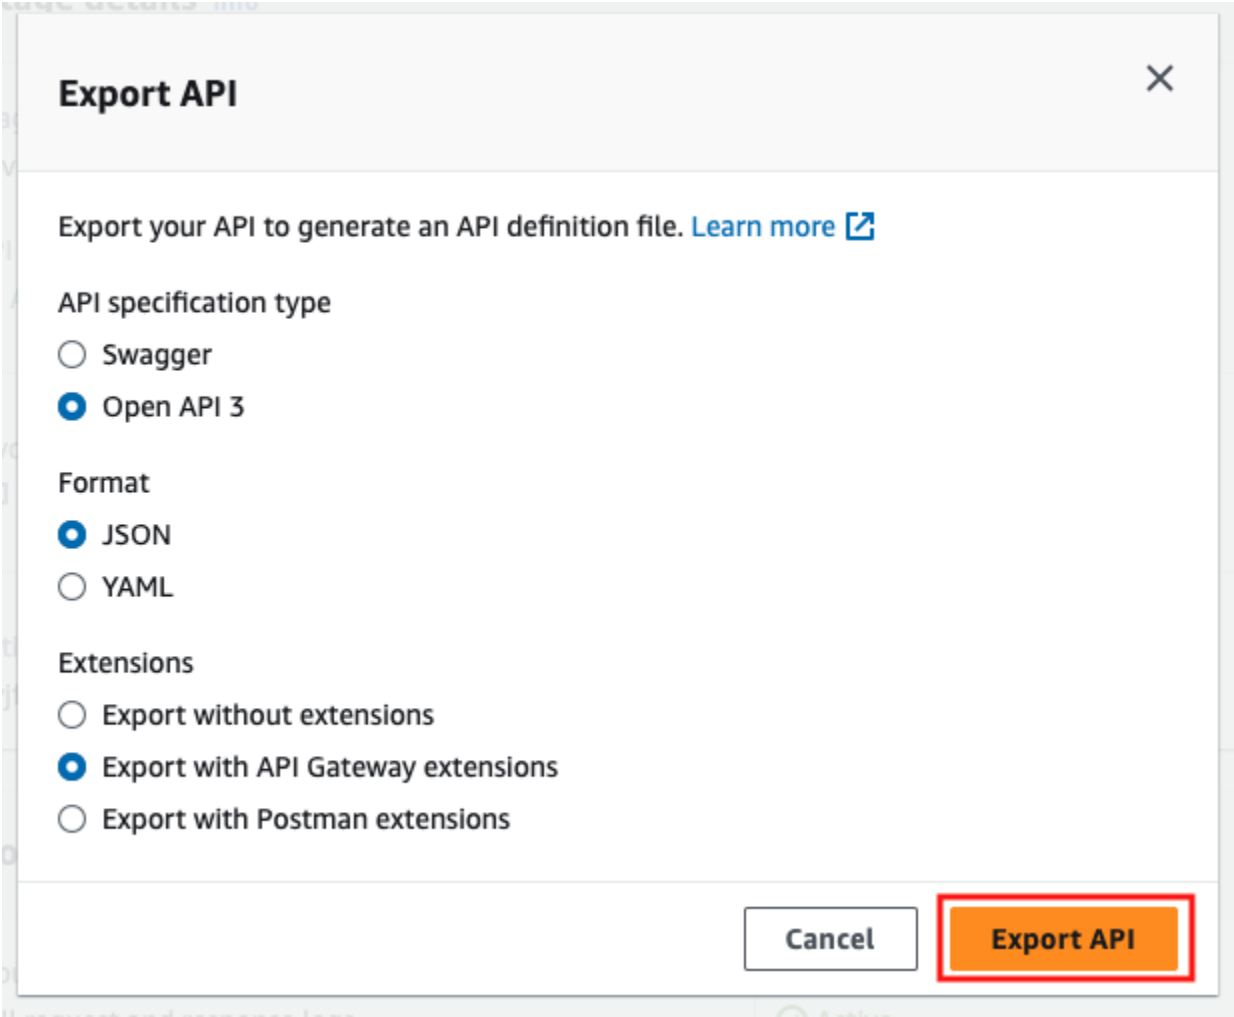 Export API
Export your API to generate an API definition file. Learn more
API specification type
Swagger
Open API 3
Format
JSON
YAML
Extensions
Export without extensions
Export with API Gateway extensions
Export with Postman extensions
Cancel
Export API